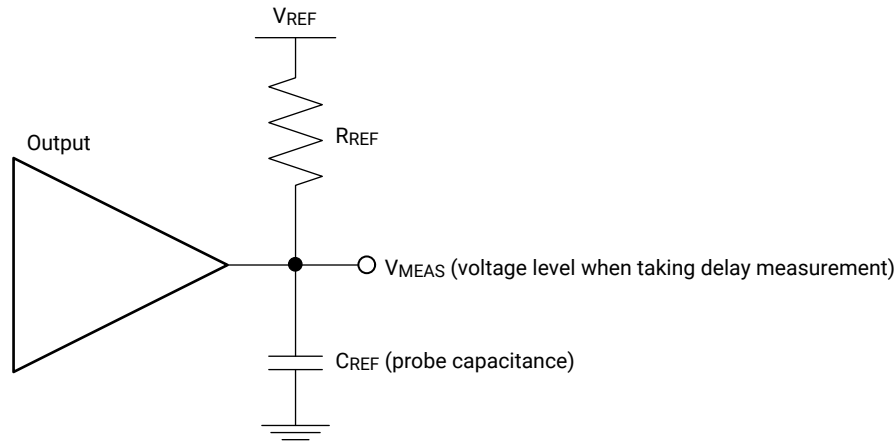 VREF
Output
RREF
VMEAS (voltage level when taking delay measurement)
CREF (probe capacitance)